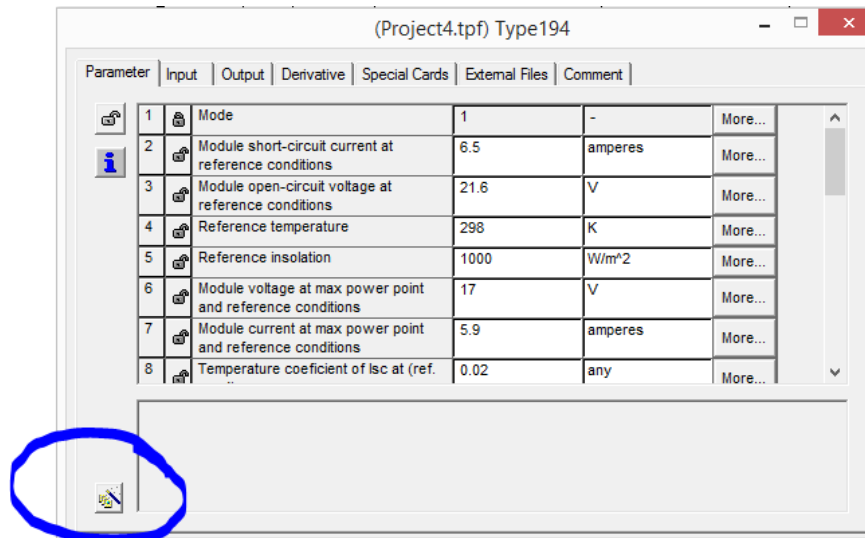 (Project4.tpf) Type194
Parameter Input Output Derivative Special Cards External Files Comment
1 Mode 1 - More...
2 Module short-circuit current at 6.5 amperes More...
reference conditions
3 Module open-circuit voltage at 21.6 V More...
reference conditions
4 Reference temperature 298 K More...
5 Reference insolation 1000 W/m^2 More...
6 Module voltage at max power point 17 V More...
and reference conditions
7 Module current at max power point 5.9 amperes More...
and reference conditions
8 Temperature coeficient of Isc at (ref. 0.02 any More...